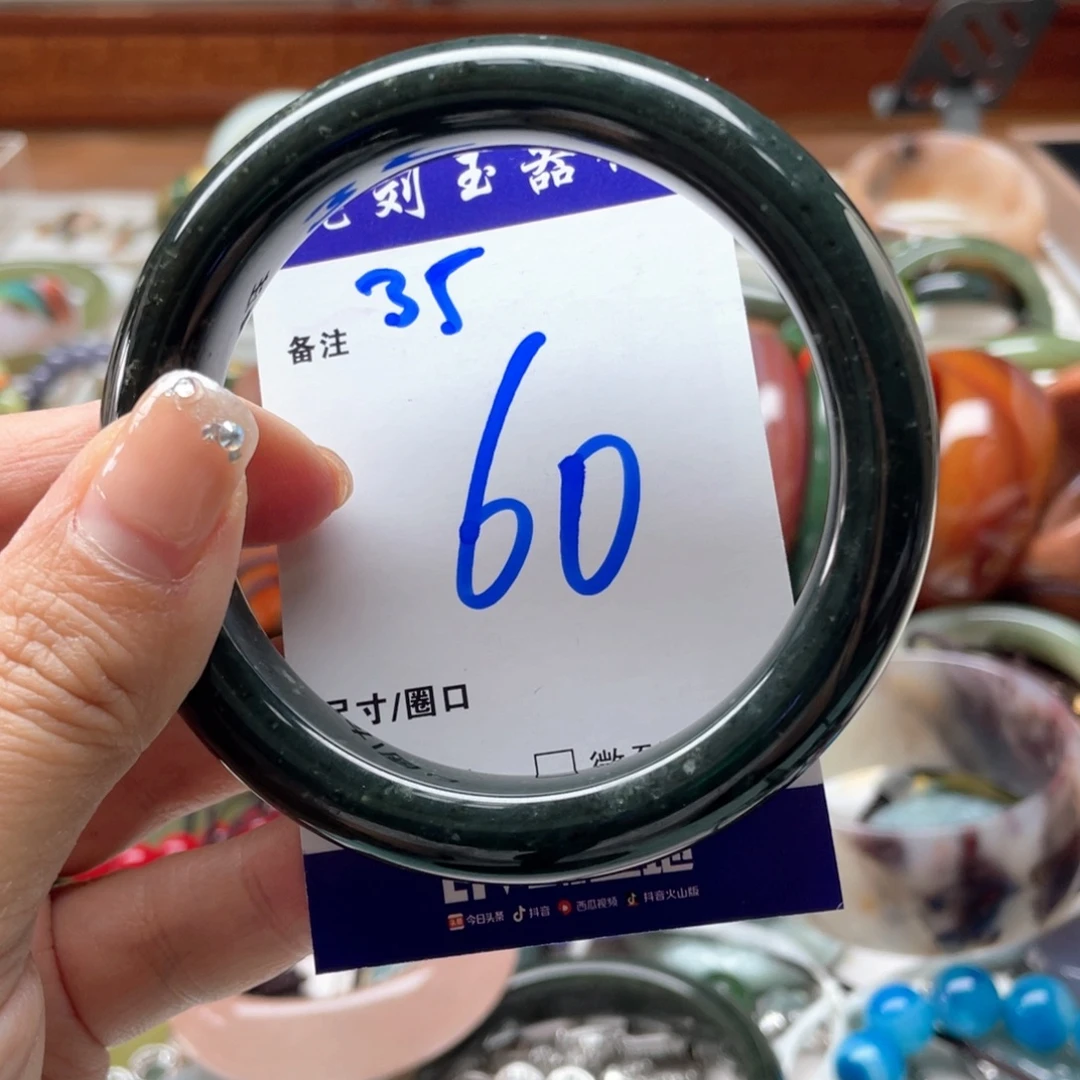 刘玉器
35
备注
60
寸/圈口
今日头条 抖音 西瓜视频 抖音火山版